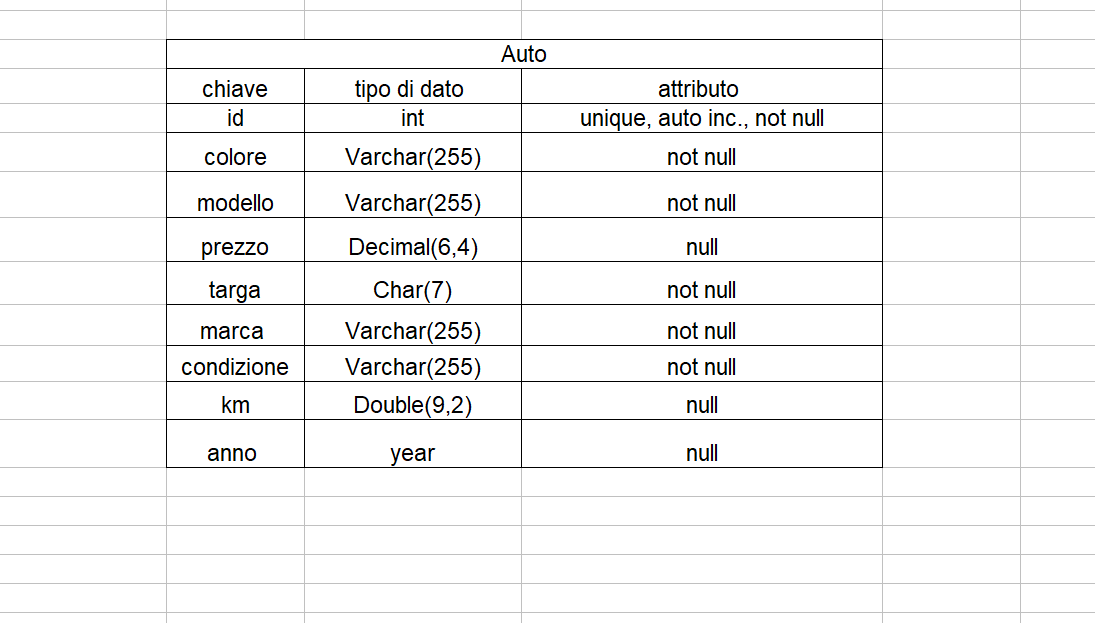 Auto
chiave tipo di dato attributo
id int unique, auto inc., not null
colore Varchar(255) not null
modello Varchar(255) not null
prezzo Decimal(6,4) null
targa Char(7) not null
marca Varchar(255) not null
condizione Varchar(255) not null
km Double(9,2) null
anno year null